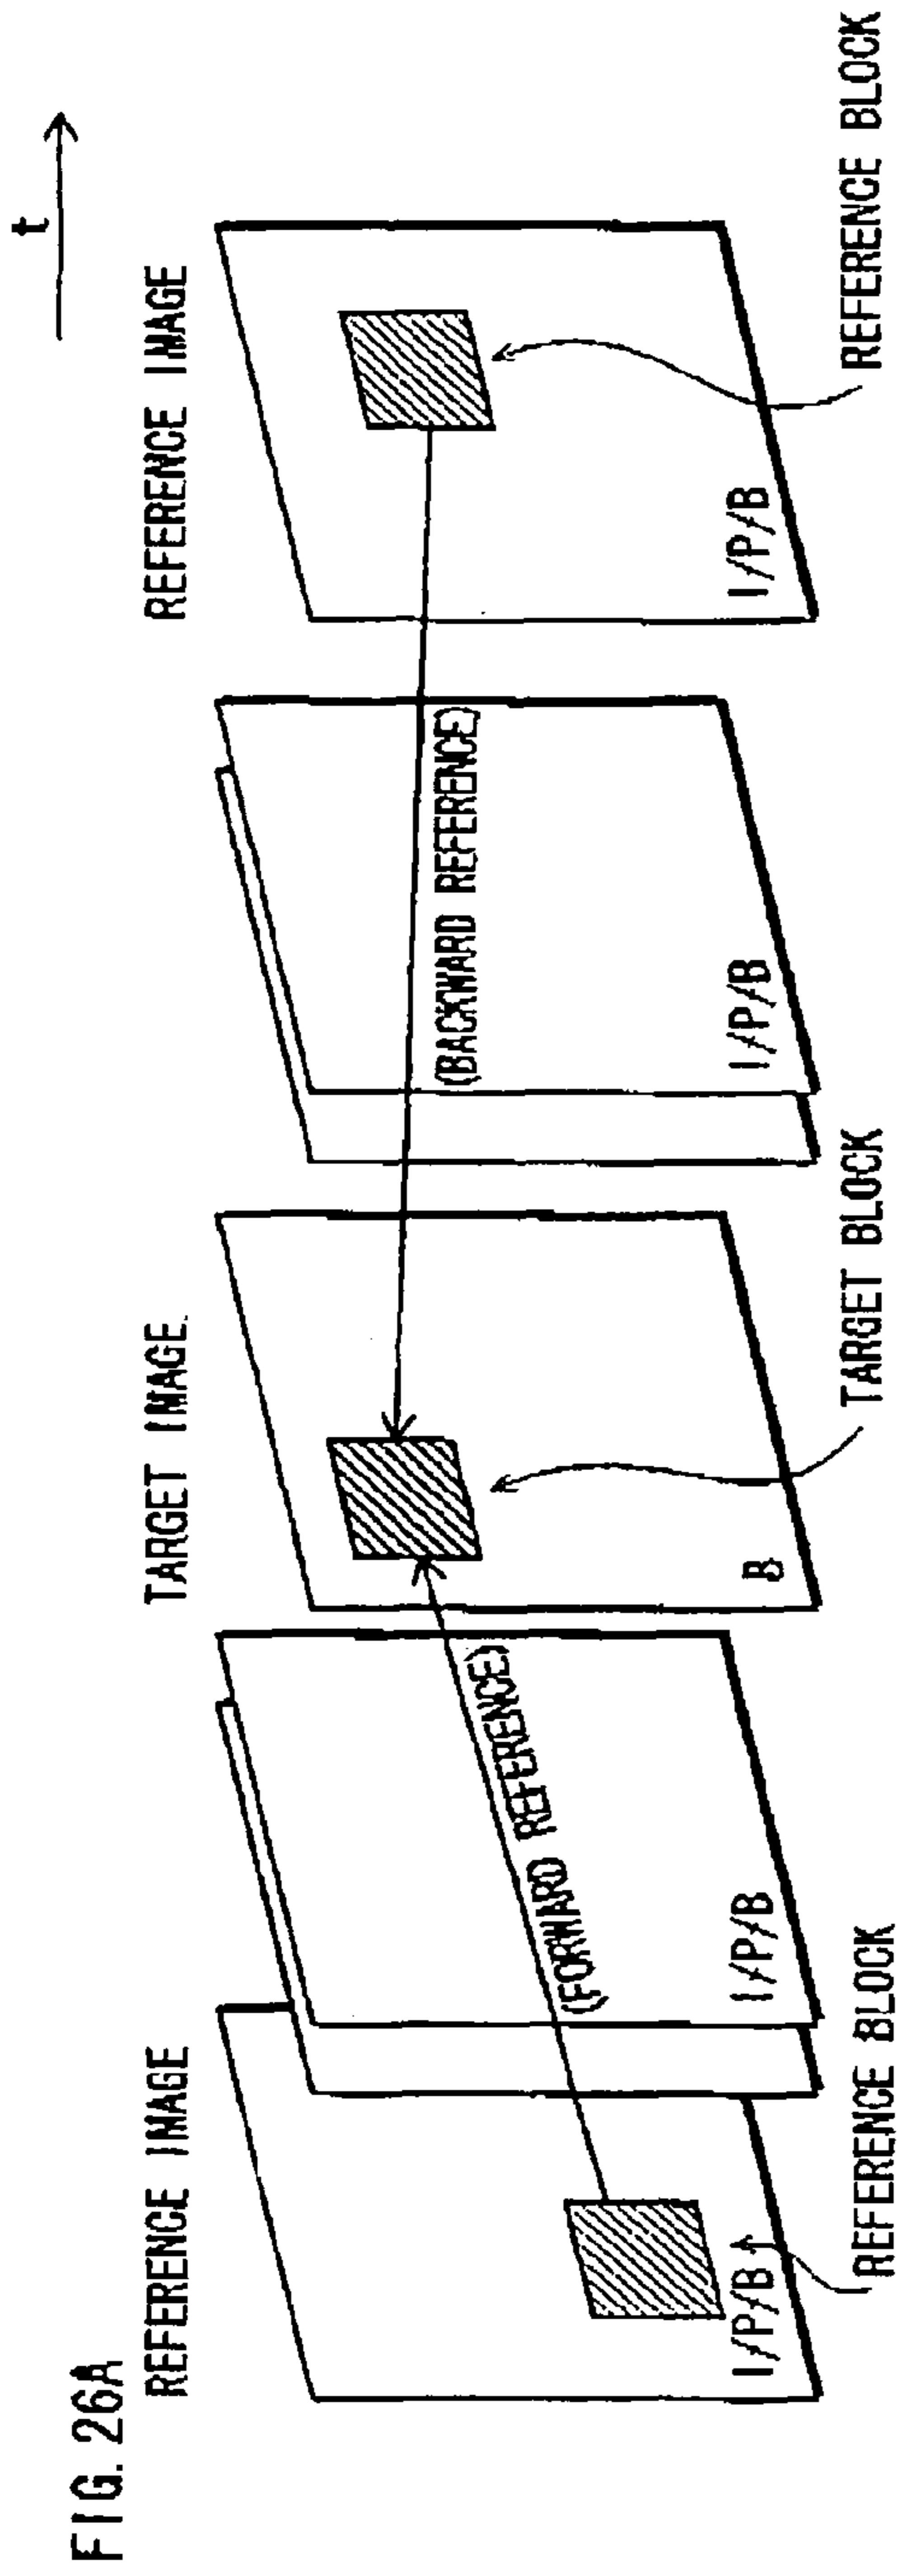 FIG. 26A
t
REFERENCE IMAGE
TARGET IMAGE
REFERENCE IMAGE
(FORWARD REFERENCE)
(BACKWARD REFERENCE)
I/P/B
I/P/B
B
I/P/B
I/P/B
REFERENCE BLOCK
TARGET BLOCK
REFERENCE BLOCK